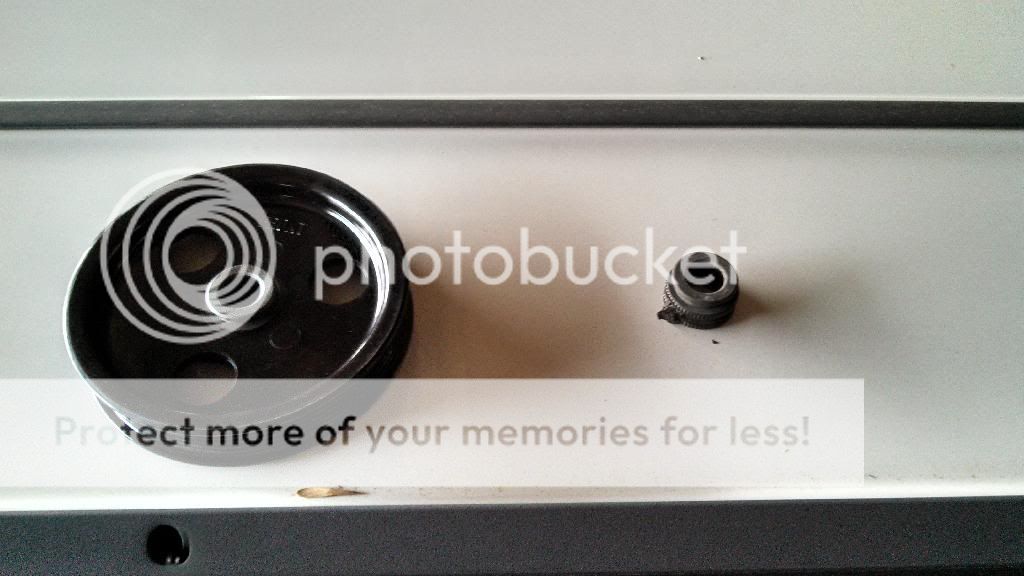 photobucket
Protect more of your memories for less!